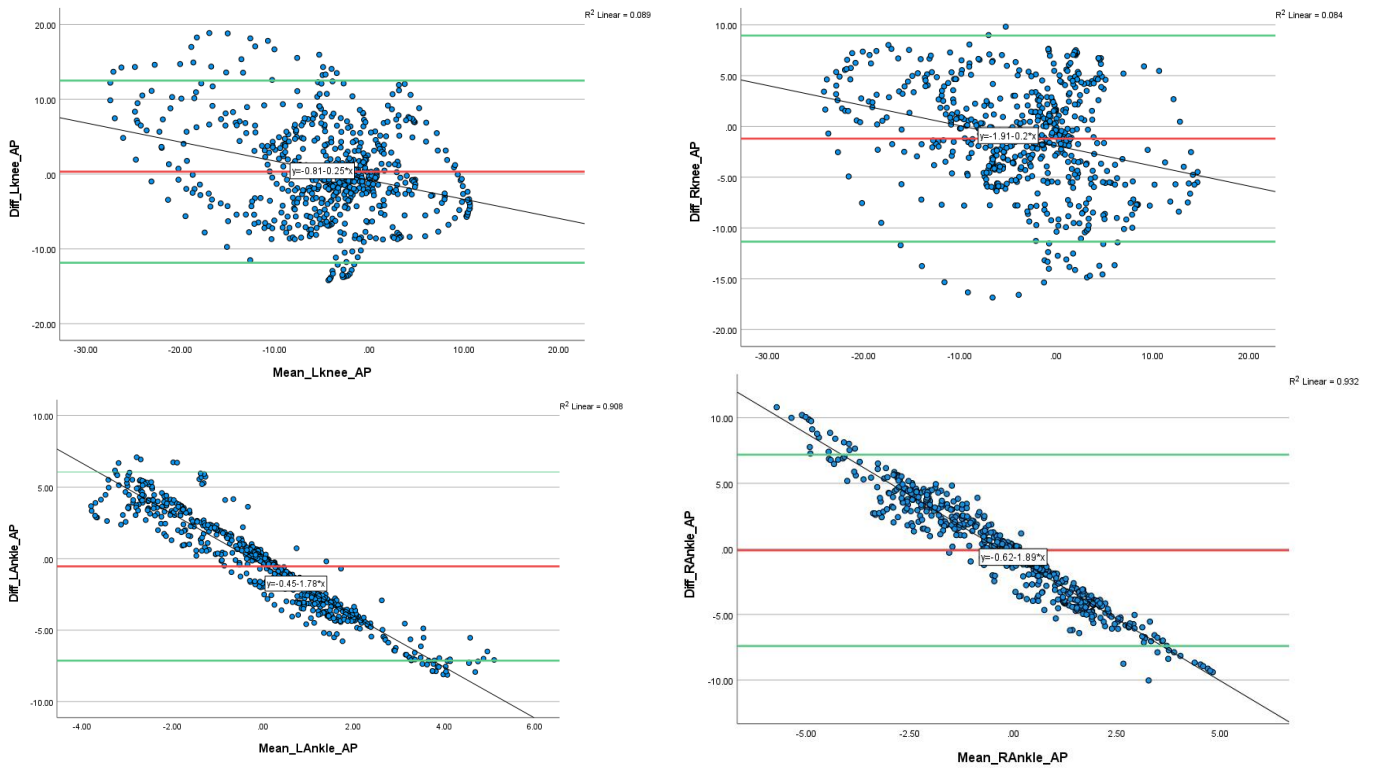 R2 Linear = 0.089
20.00
10.00
.00
-10.00
-20.00
Diff_Lknee_AP
y=-0.81-0.25*x
-30.00 -20.00 -10.00 .00 10.00 20.00
Mean_Lknee_AP
R2 Linear = 0.084
10.00
5.00
.00
-5.00
-10.00
-15.00
-20.00
Diff_Rknee_AP
y=-1.91-0.2*x
-30.00 -20.00 -10.00 .00 10.00 20.00
Mean_Rknee_AP
R2 Linear = 0.908
10.00
5.00
.00
-5.00
-10.00
Diff_LAnkle_AP
y=-0.45-1.78*x
-4.00 -2.00 .00 2.00 4.00 6.00
Mean_LAnkle_AP
R2 Linear = 0.932
10.00
5.00
.00
-5.00
-10.00
Diff_RAnkle_AP
y=-0.62-1.89*x
-5.00 -2.50 .00 2.50 5.00
Mean_RAnkle_AP